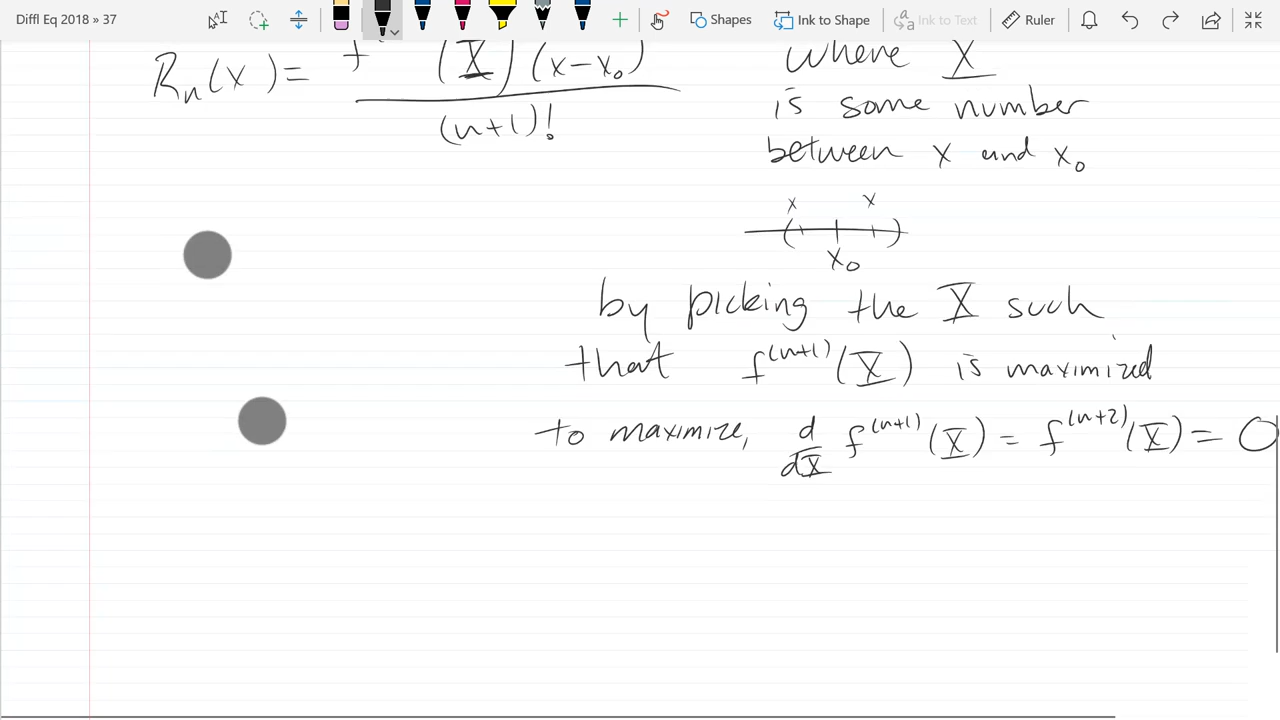 Diffl Eq 2018 » 37
Shapes
Ink to Shape
Ink to Text
Ruler
Rn(x) = f (X) (x-x₀)
(n+1)!
where X
is some number
between x and x₀
x x
x₀
by picking the X such
that f⁽ⁿ⁺¹⁾(X) is maximized
to maximize, d/dX f⁽ⁿ⁺¹⁾(X) = f⁽ⁿ⁺²⁾(X) = 0